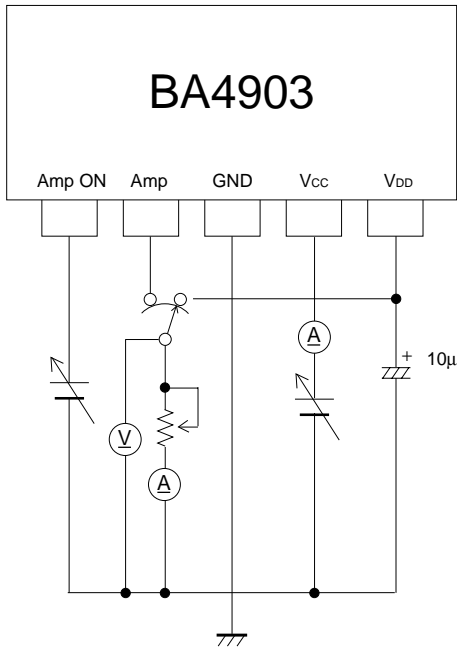 BA4903
Amp ON Amp GND VCC VDD
A
+ 10μ
V
A